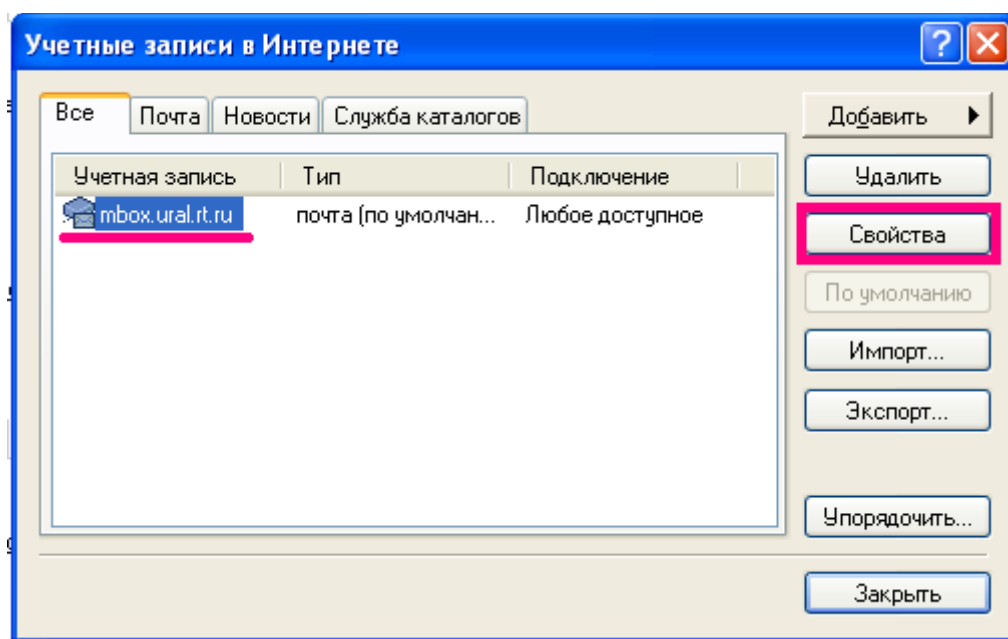 Учетные записи в Интернете
Все Почта Новости Служба каталогов
Учетная запись Тип Подключение
mbox.ural.rt.ru почта (по умолчан... Любое доступное
Добавить
Удалить
Свойства
По умолчанию
Импорт...
Экспорт...
Упорядочить...
Закрыть